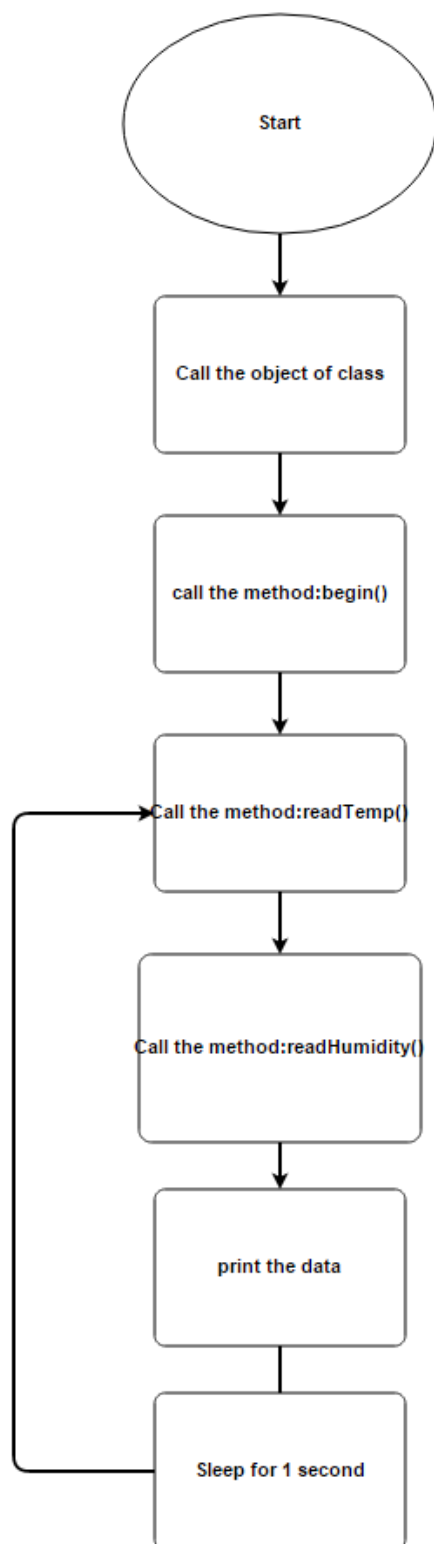 Start
Call the object of class
call the method:begin()
Call the method:readTemp()
Call the method:readHumidity()
print the data
Sleep for 1 second